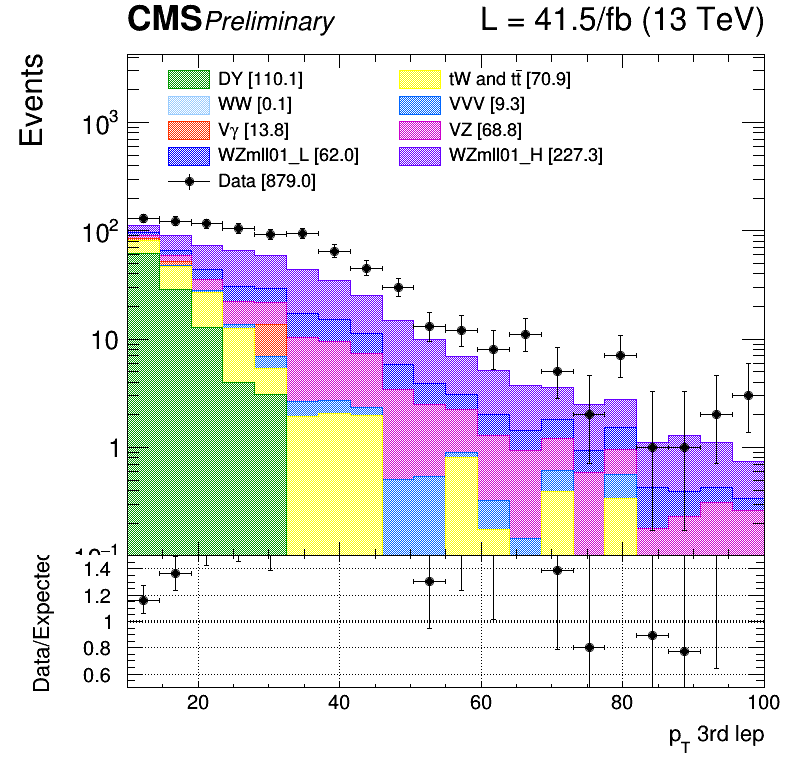 CMS Preliminary L = 41.5/fb (13 TeV)
Events
DY [110.1] tW and tt̄ [70.9]
WW [0.1] VVV [9.3]
Vγ [13.8] VZ [68.8]
WZmll01_L [62.0] WZmll01_H [227.3]
Data [879.0]
10³
10²
10
1
10⁻¹
Data/Expected
1.4
1.2
1
0.8
0.6
20 40 60 80 100
p_T 3rd lep